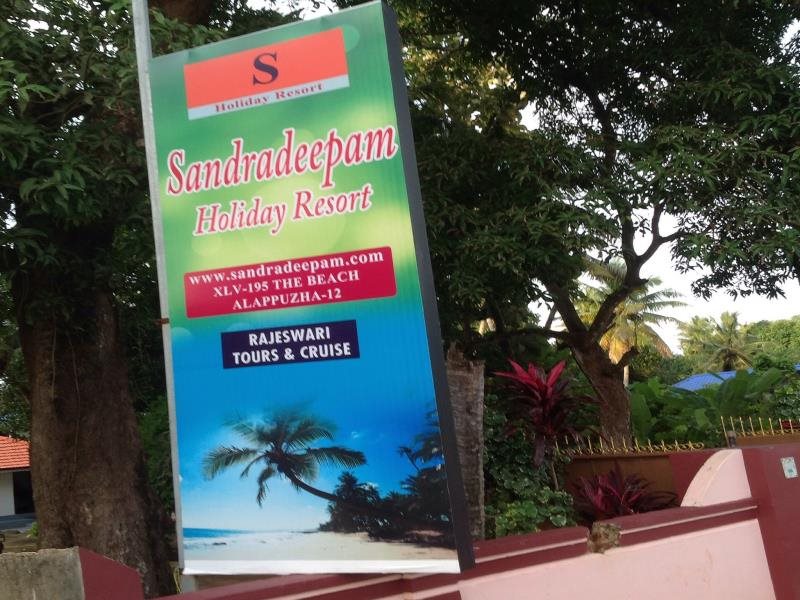 S
Holiday Resort
Sandradeepam
Holiday Resort
www.sandradeepam.com
XLV-195 THE BEACH
ALAPPUZHA-12
RAJESWARI
TOURS & CRUISE